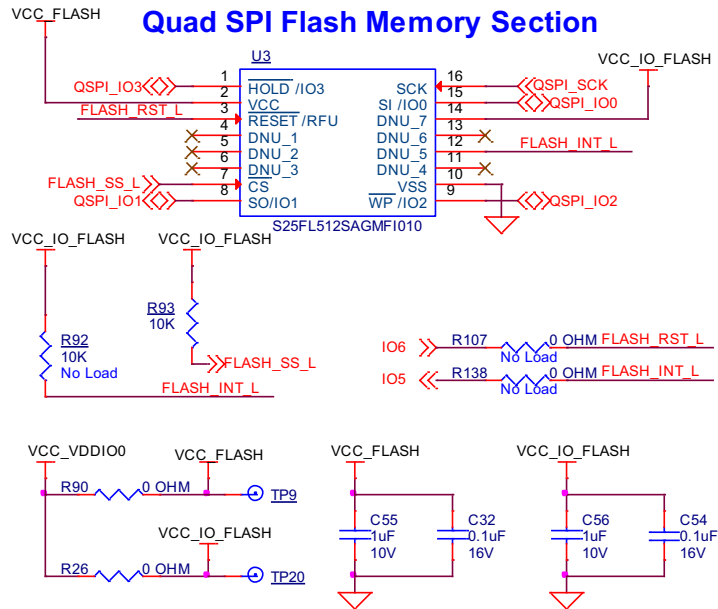 Quad SPI Flash Memory Section
VCC_FLASH
U3
VCC_IO_FLASH
QSPI_IO3 1 HOLD /IO3 SCK 16 QSPI_SCK
2 VCC SI /IO0 15 QSPI_IO0
FLASH_RST_L 3 RESET /RFU DNU_7 14
4 DNU_1 DNU_6 13
5 DNU_2 DNU_5 12 FLASH_INT_L
6 DNU_3 DNU_4 11
FLASH_SS_L 7 CS VSS 10
QSPI_IO1 8 SO/IO1 WP /IO2 9 QSPI_IO2
S25FL512SAGMFI010
VCC_IO_FLASH VCC_IO_FLASH
R93
10K
R92
10K
No Load
FLASH_SS_L
FLASH_INT_L
IO6 R107 0 OHM FLASH_RST_L
No Load
IO5 R138 0 OHM FLASH_INT_L
No Load
VCC_VDDIO0 VCC_FLASH
R90 0 OHM TP9
VCC_IO_FLASH
R26 0 OHM TP20
VCC_FLASH
C55
1uF
10V
C32
0.1uF
16V
VCC_IO_FLASH
C56
1uF
10V
C54
0.1uF
16V